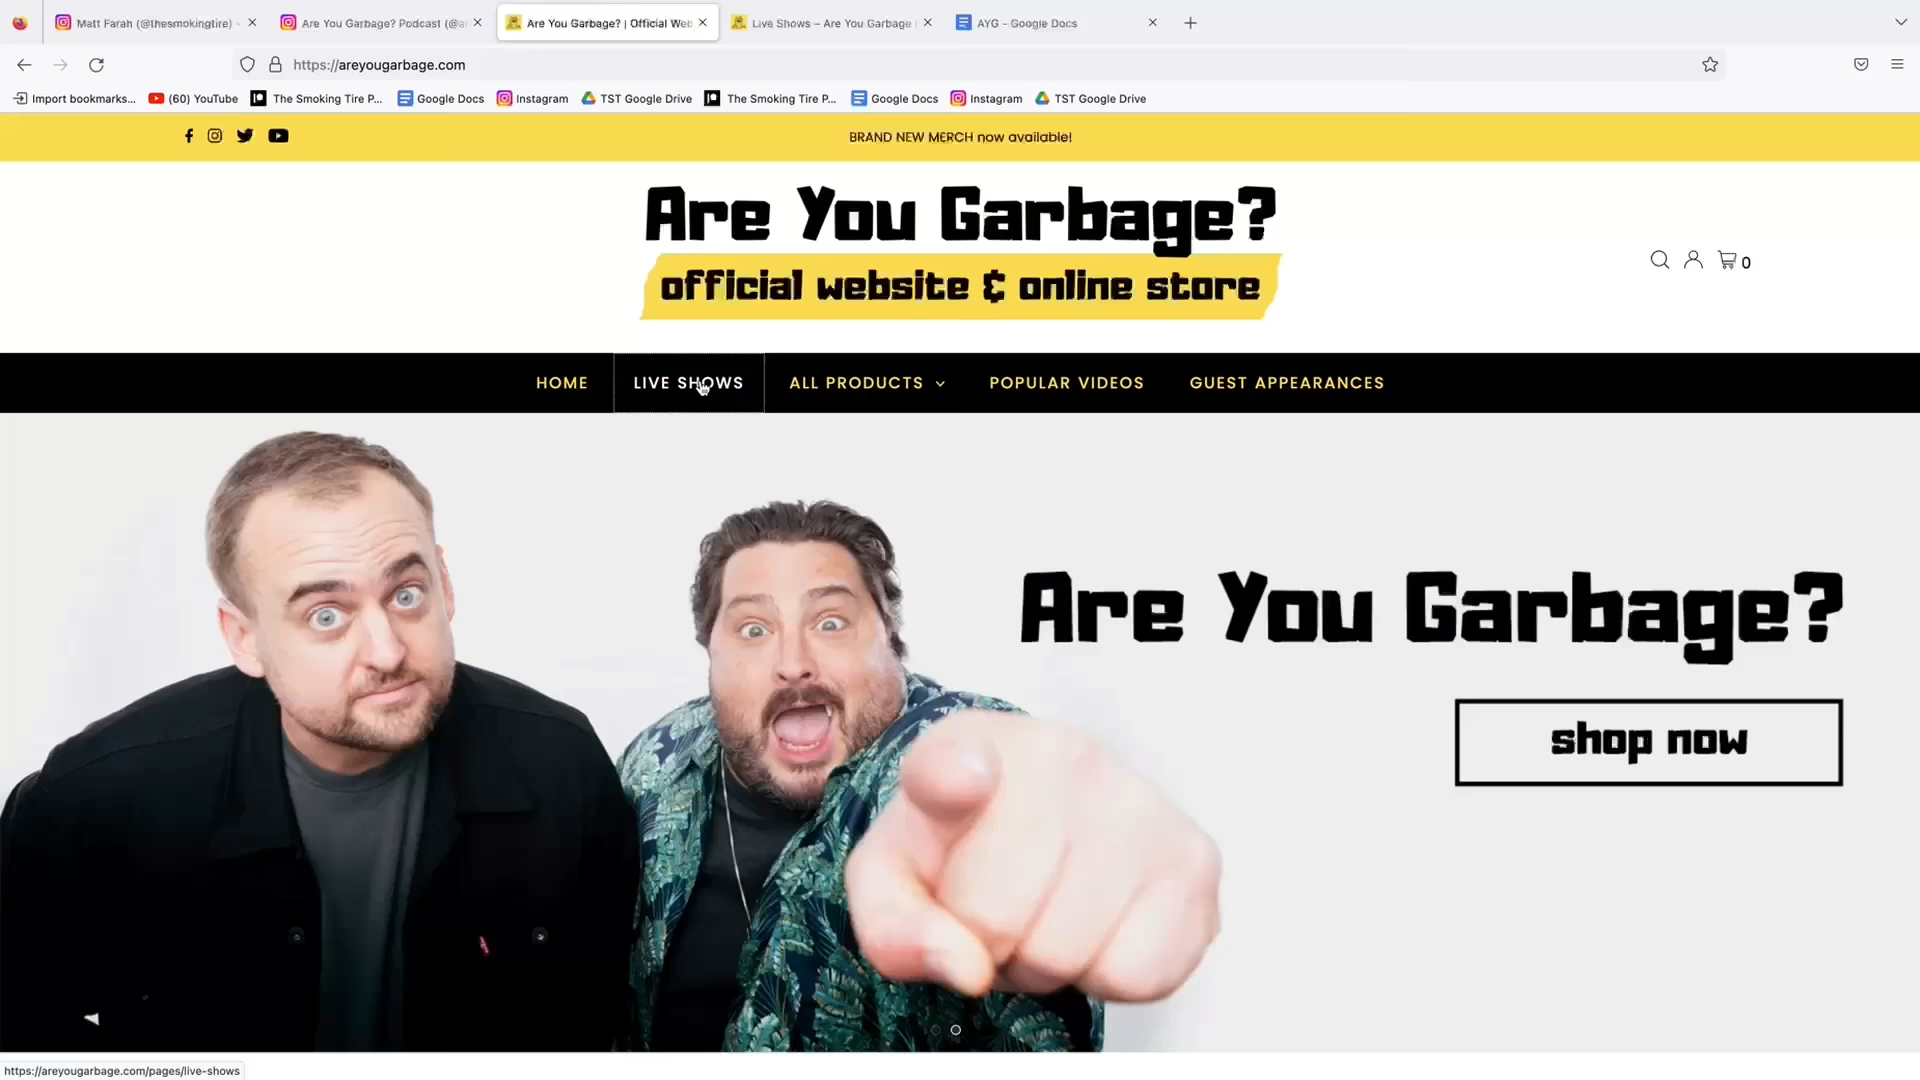 Matt Farah (@thesmokingtire) -
Are You Garbage? Podcast (@a
Are You Garbage? | Official Web
Live Shows – Are You Garbage |
AYG - Google Docs
https://areyougarbage.com
Import bookmarks...
(60) YouTube
The Smoking Tire P...
Google Docs
Instagram
TST Google Drive
The Smoking Tire P...
Google Docs
Instagram
TST Google Drive
BRAND NEW MERCH now available!
Are You Garbage?
official website & online store
0
HOME
LIVE SHOWS
ALL PRODUCTS
POPULAR VIDEOS
GUEST APPEARANCES
Are You Garbage?
shop now
https://areyougarbage.com/pages/live-shows